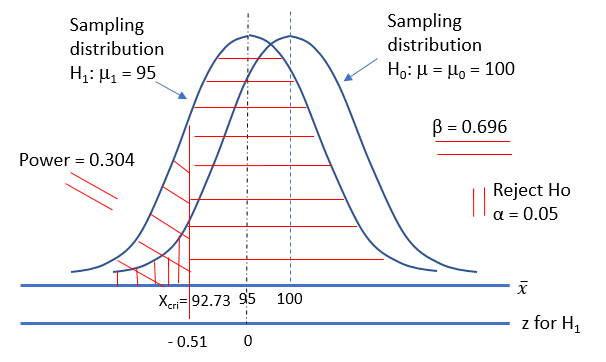 Sampling
distribution
H₁: µ₁ = 95
Sampling
distribution
H₀: µ = µ₀ = 100
β = 0.696
Power = 0.304
Reject Ho
α = 0.05
X̄cri= 92.73 95 100
x̄
z for H₁
- 0.51 0